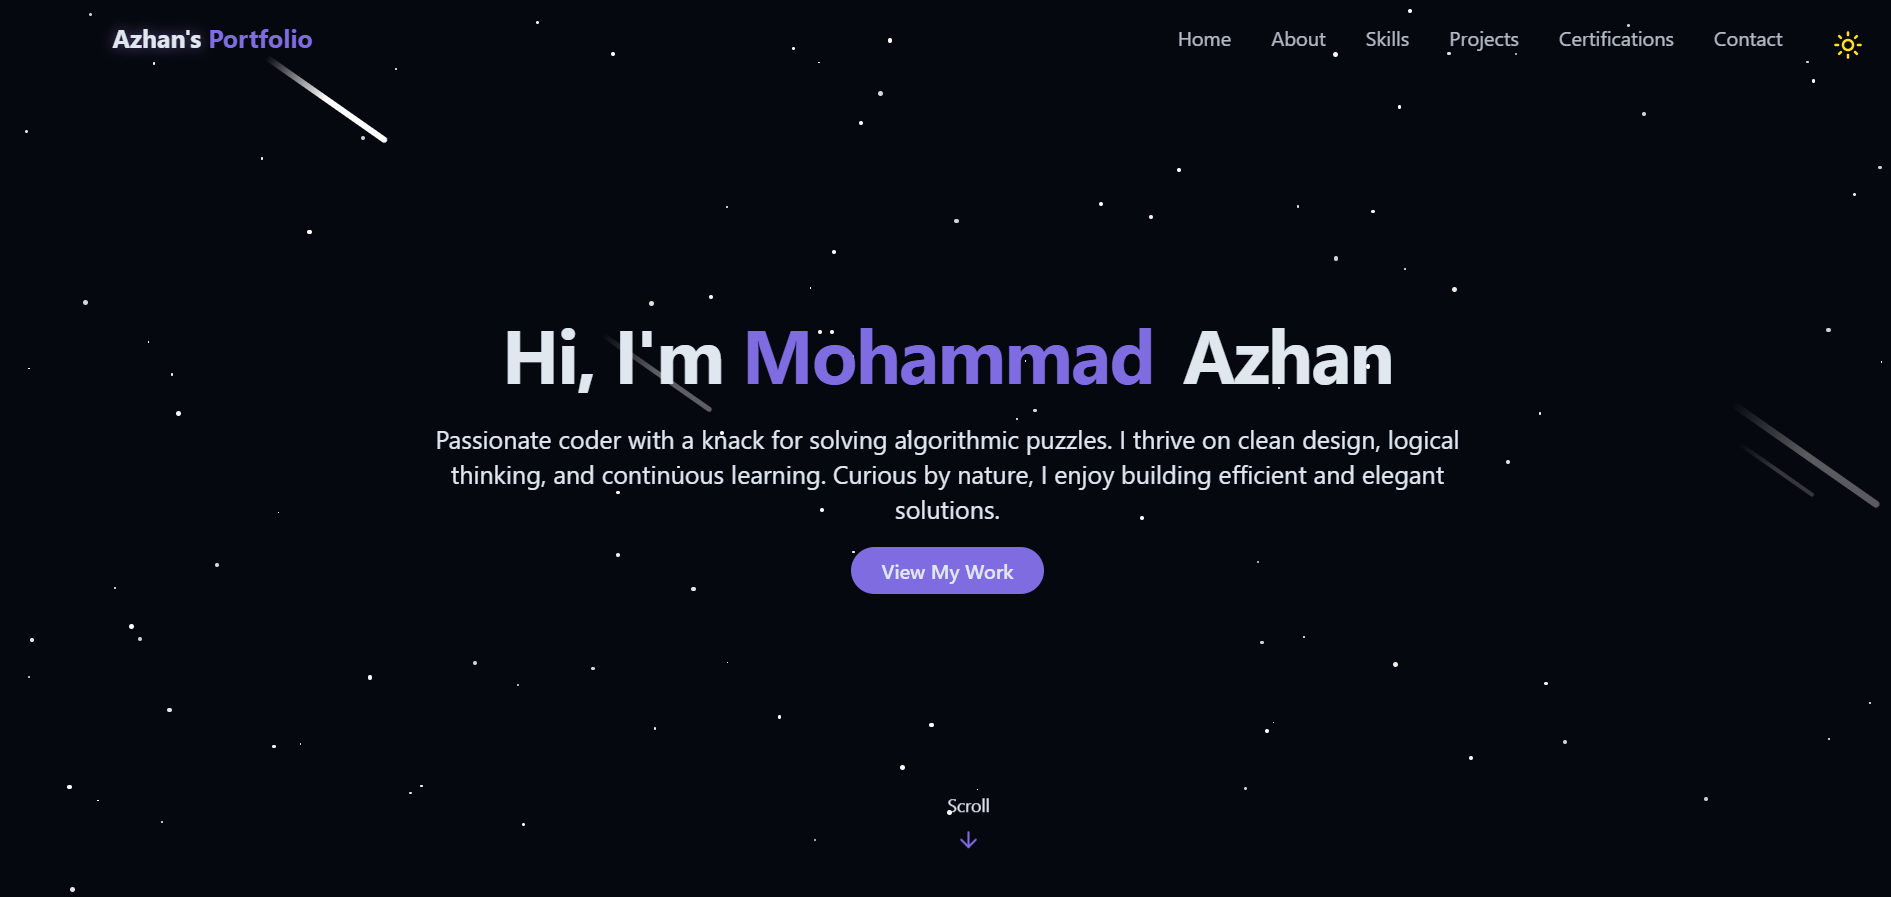 Azhan's Portfolio
Home About Skills Projects Certifications Contact
Hi, I'm Mohammad Azhan
Passionate coder with a knack for solving algorithmic puzzles. I thrive on clean design, logical
thinking, and continuous learning. Curious by nature, I enjoy building efficient and elegant
solutions.
View My Work
Scroll